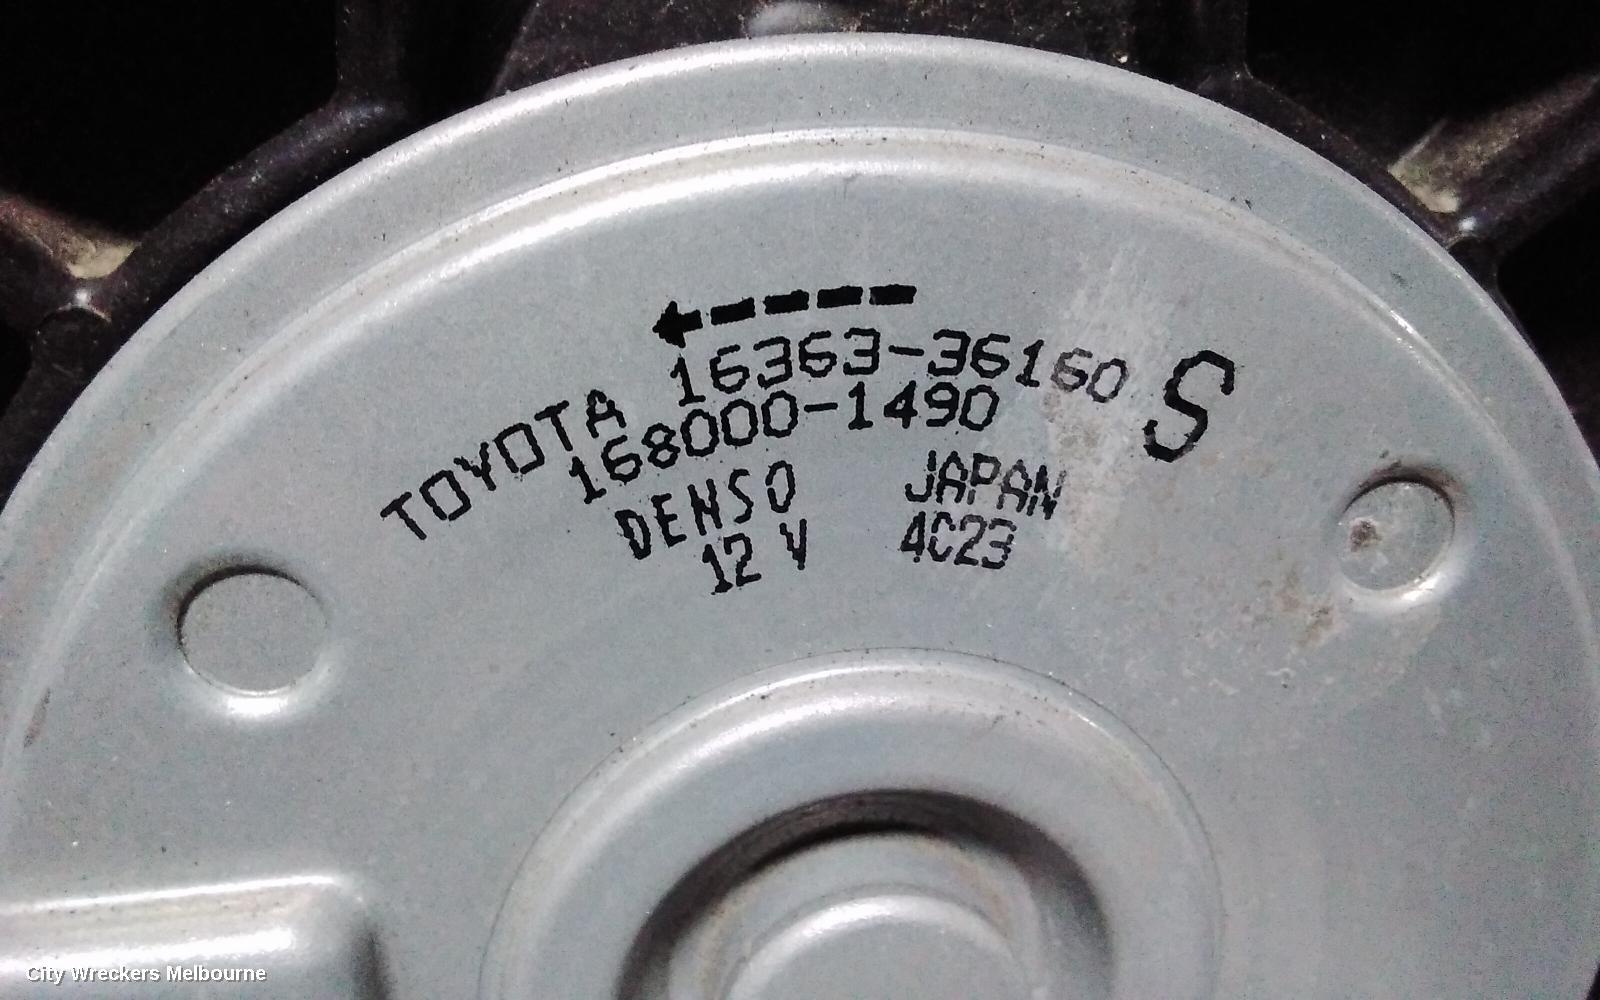 TOYOTA 16363-36160 S
168000-1490
DENSO JAPAN
12 V 4C23
City Wreckers Melbourne